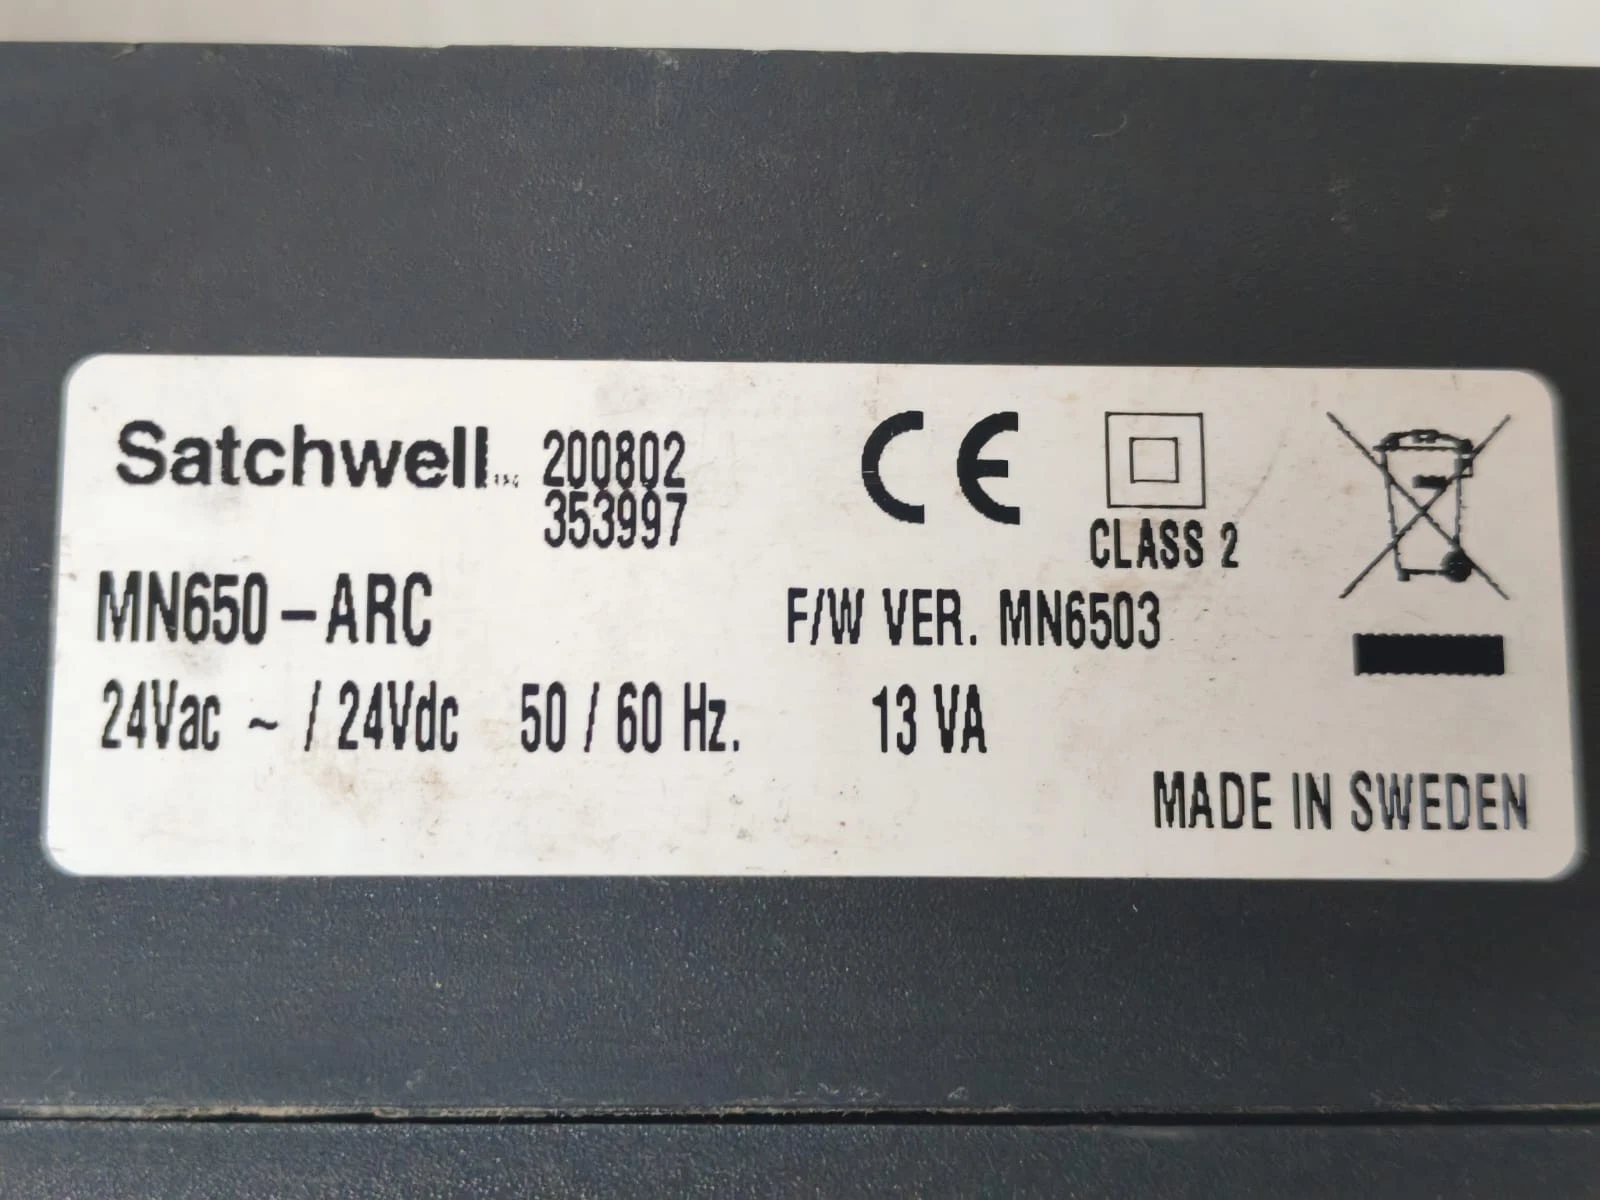 Satchwell 200802
353997
CLASS 2
MN650-ARC F/W VER. MN6503
24Vac ~ / 24Vdc 50 / 60 Hz. 13 VA
MADE IN SWEDEN